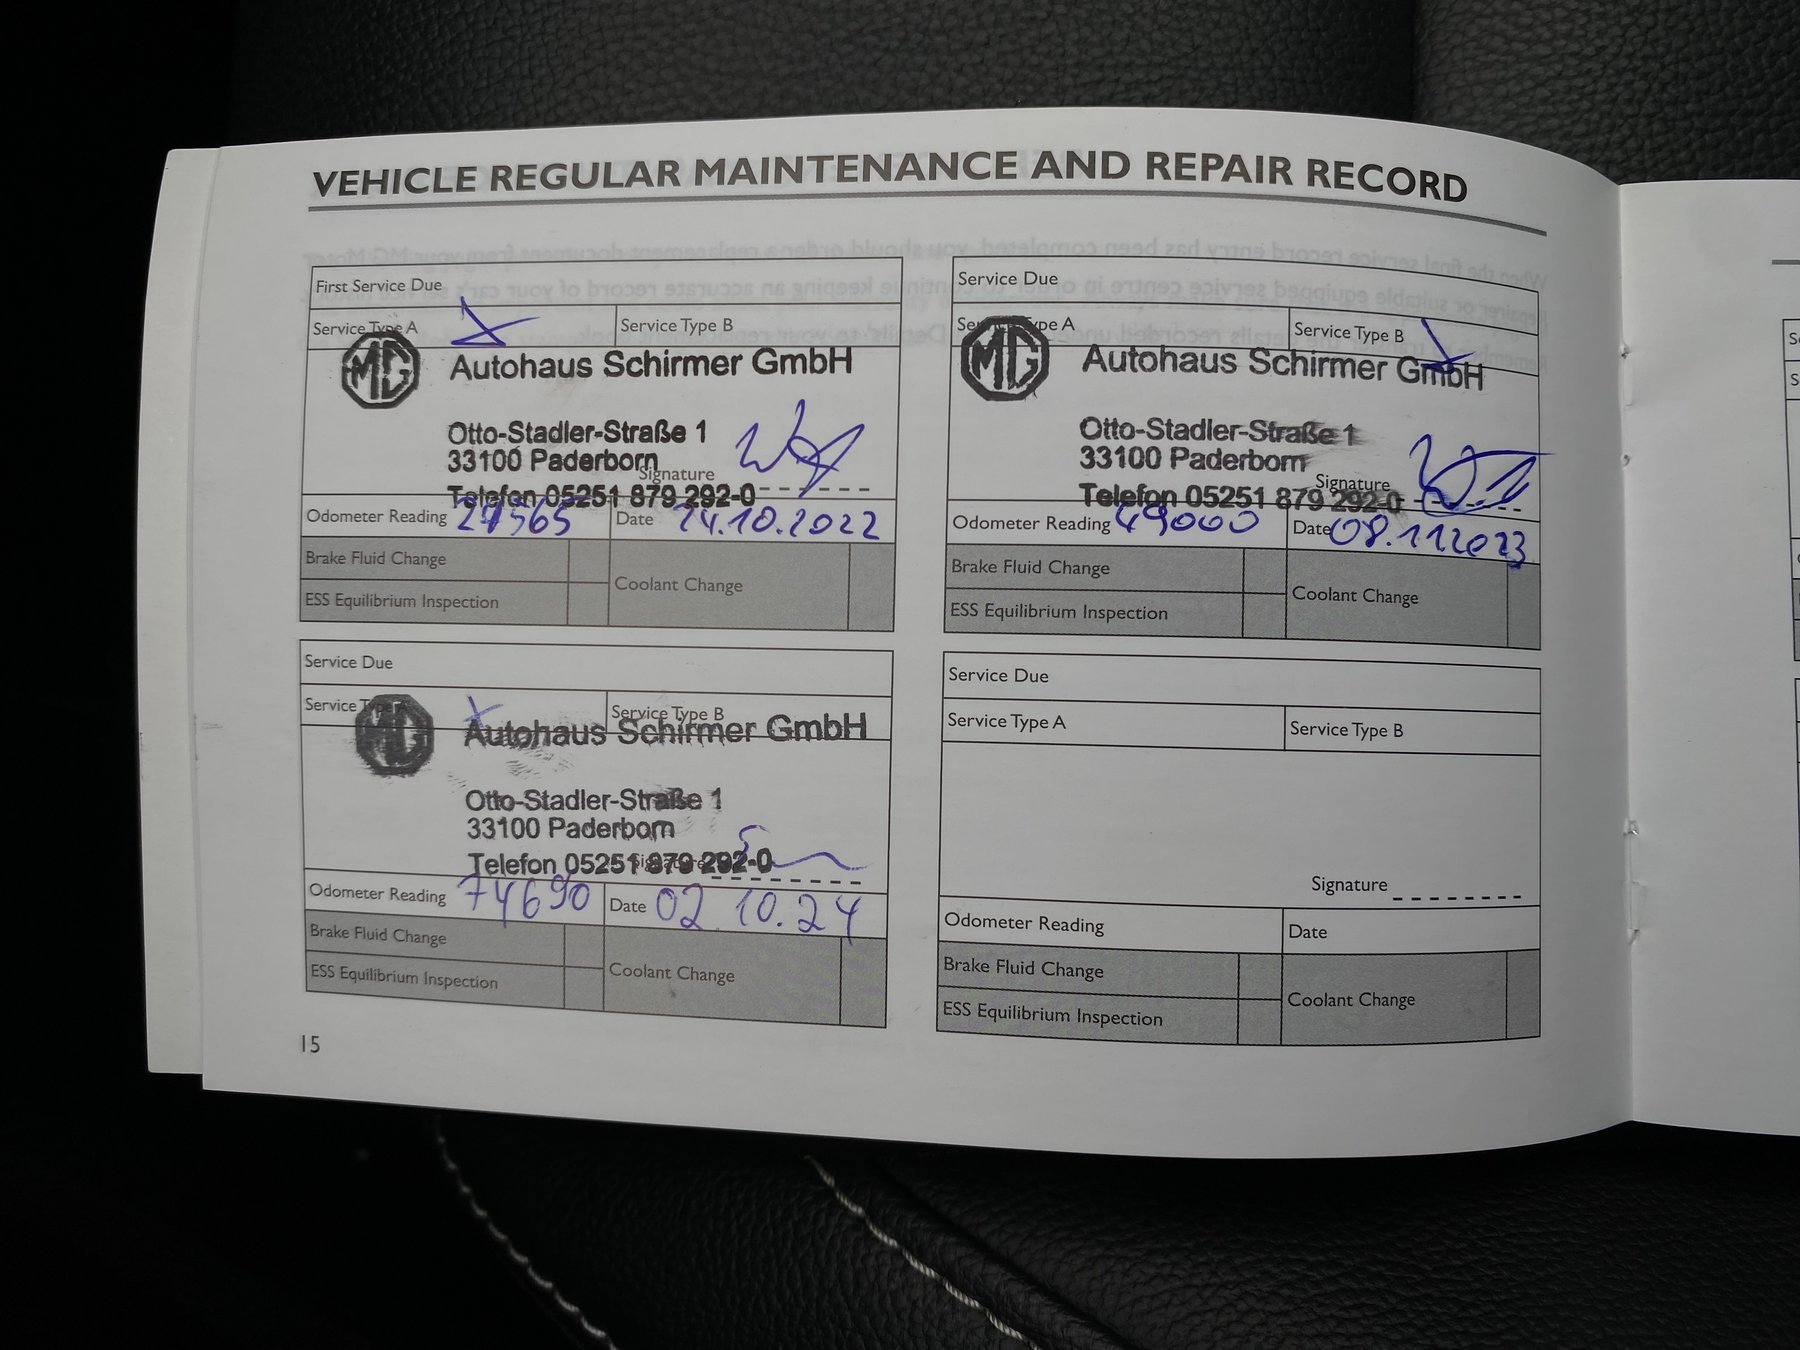 VEHICLE REGULAR MAINTENANCE AND REPAIR RECORD
First Service Due
Service Type A
Service Type B
MG
Autohaus Schirmer GmbH
Otto-Stadler-Straße 1
33100 Paderborn
Signature
Telefon 05251 879 292-0
Odometer Reading
Date 14.10.2022
Brake Fluid Change
ESS Equilibrium Inspection
Coolant Change
Service Due
Service Type A
Service Type B
MG
Autohaus Schirmer GmbH
Otto-Stadler-Straße 1
33100 Paderborn
Signature
Telefon 05251 879 292-0
Odometer Reading 49000
Date 08.11.2023
Brake Fluid Change
ESS Equilibrium Inspection
Coolant Change
Service Due
Service Type A
Service Type B
MG
Autohaus Schirmer GmbH
Otto-Stadler-Straße 1
33100 Paderborn
Signature
Telefon 05251 879 292-0
Odometer Reading 74690
Date 02.10.24
Brake Fluid Change
ESS Equilibrium Inspection
Coolant Change
Service Due
Service Type A
Service Type B
Signature
Odometer Reading
Date
Brake Fluid Change
ESS Equilibrium Inspection
Coolant Change
15